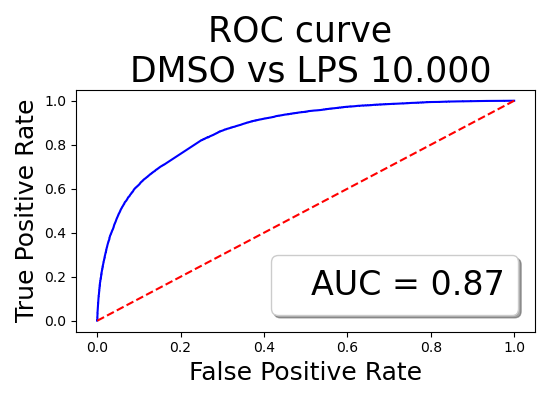 ROC curve
DMSO vs LPS 10.000
True Positive Rate
1.0
0.8
0.6
0.4
0.2
0.0
AUC = 0.87
0.0 0.2 0.4 0.6 0.8 1.0
False Positive Rate